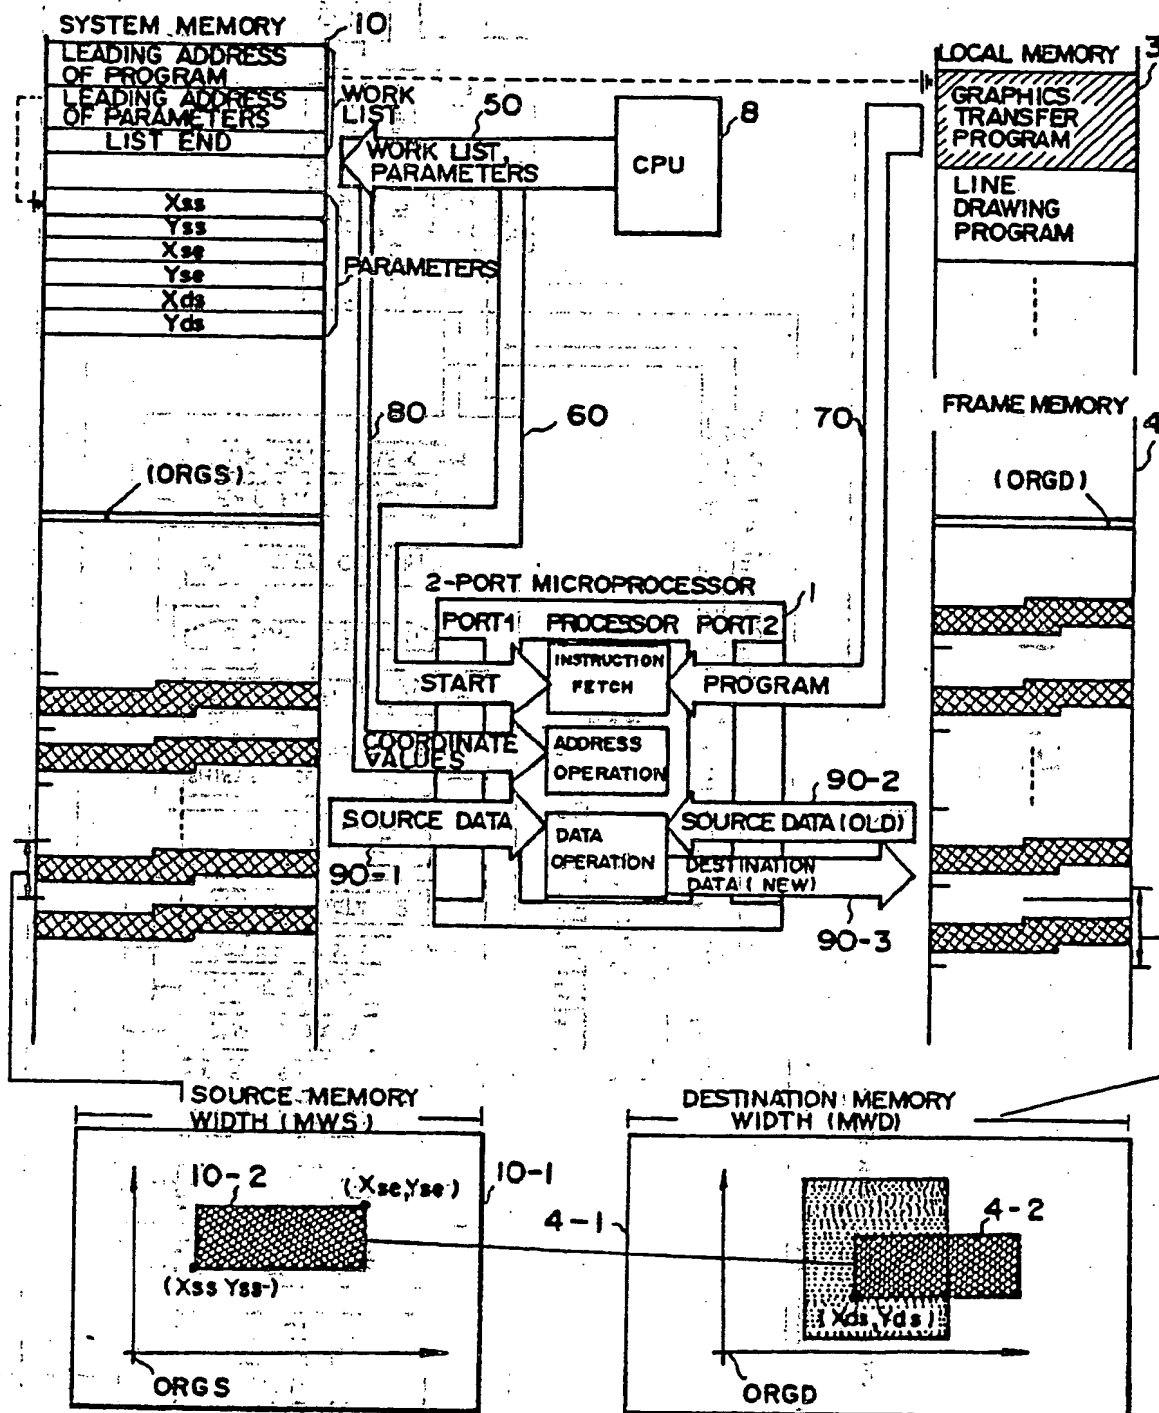 SYSTEM MEMORY
10
LEADING ADDRESS
OF PROGRAM
LEADING ADDRESS
OF PARAMETERS
LIST END
WORK
LIST
Xss
Yss
Xse
Yse
Xds
Yds
PARAMETERS
50
WORK LIST,
PARAMETERS
CPU
8
LOCAL MEMORY
3
GRAPHICS
TRANSFER
PROGRAM
LINE
DRAWING
PROGRAM
80
60
70
FRAME MEMORY
4
(ORGS)
(ORGD)
2-PORT MICROPROCESSOR
1
PORT 1
PROCESSOR
PORT 2
START
INSTRUCTION
FETCH
PROGRAM
COORDINATE
VALUES
ADDRESS
OPERATION
90-2
SOURCE DATA
DATA
OPERATION
SOURCE DATA (OLD)
90-1
DESTINATION
DATA (NEW)
90-3
SOURCE MEMORY
WIDTH (MWS)
10-2
(Xse,Yse)
10-1
(Xss Yss)
ORGS
DESTINATION MEMORY
WIDTH (MWD)
4-1
4-2
(Xds,Yds)
ORGD